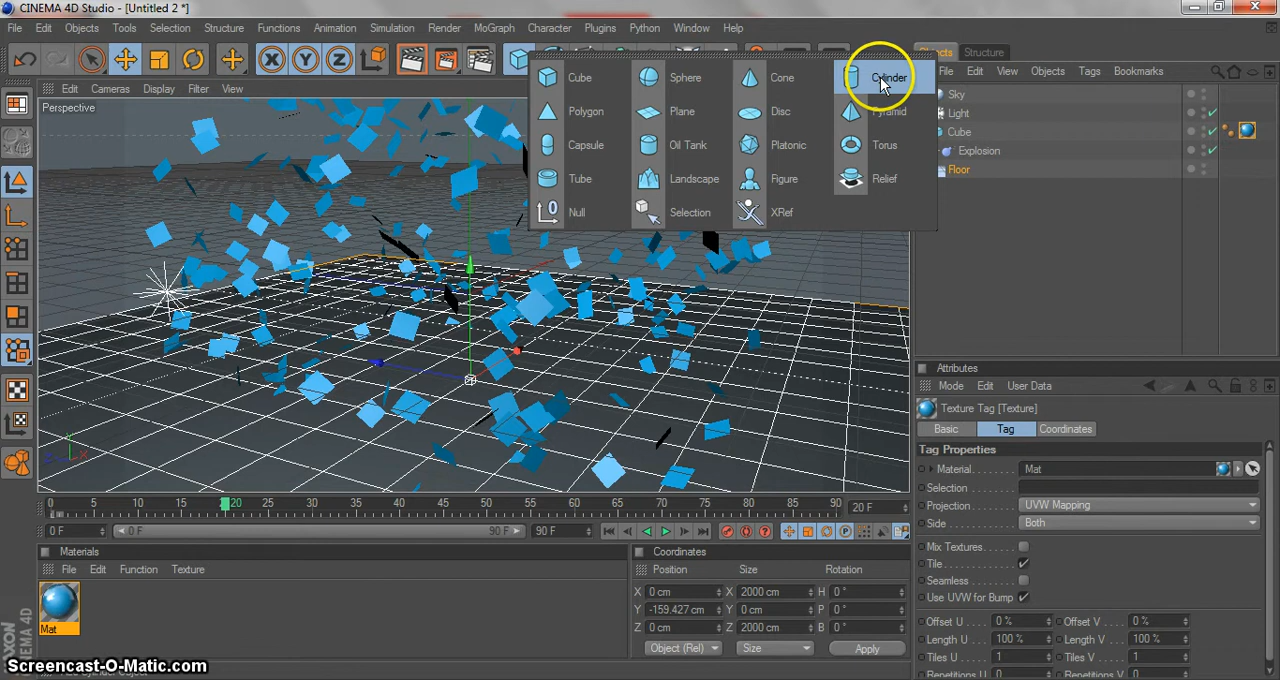 CINEMA 4D Studio - [Untitled 2 *]
File Edit Objects Tools Selection Structure Functions Animation Simulation Render MoGraph Character Plugins Python Window Help
Cube Sphere Cone Cylinder
Polygon Plane Disc Pyramid
Capsule Oil Tank Platonic Torus
Tube Landscape Figure Relief
Null Selection XRef
Edit Cameras Display Filter View
Perspective
Objects Structure
File Edit View Objects Tags Bookmarks
Sky
Light
Cube
Explosion
Floor
Attributes
Mode Edit User Data
Texture Tag [Texture]
Basic Tag Coordinates
Tag Properties
Material Mat
Selection
Projection UVW Mapping
Side Both
Mix Textures
Tile
Seamless
Use UVW for Bump
Offset U 0 % Offset V 0 %
Length U 100 % Length V 100 %
Tiles U 1 Tiles V 1
Repetitions U 0 Repetitions V 0
0 5 10 15 20 25 30 35 40 45 50 55 60 65 70 75 80 85 90 20 F
0 F 0 F 90 F 90 F
Materials
File Edit Function Texture
Mat
Coordinates
Position Size Rotation
X 0 cm X 2000 cm H 0 °
Y -159.427 cm Y 0 cm P 0 °
Z 0 cm Z 2000 cm B 0 °
Object (Rel) Size Apply
MAXON
CINEMA 4D
Screencast-O-Matic.com